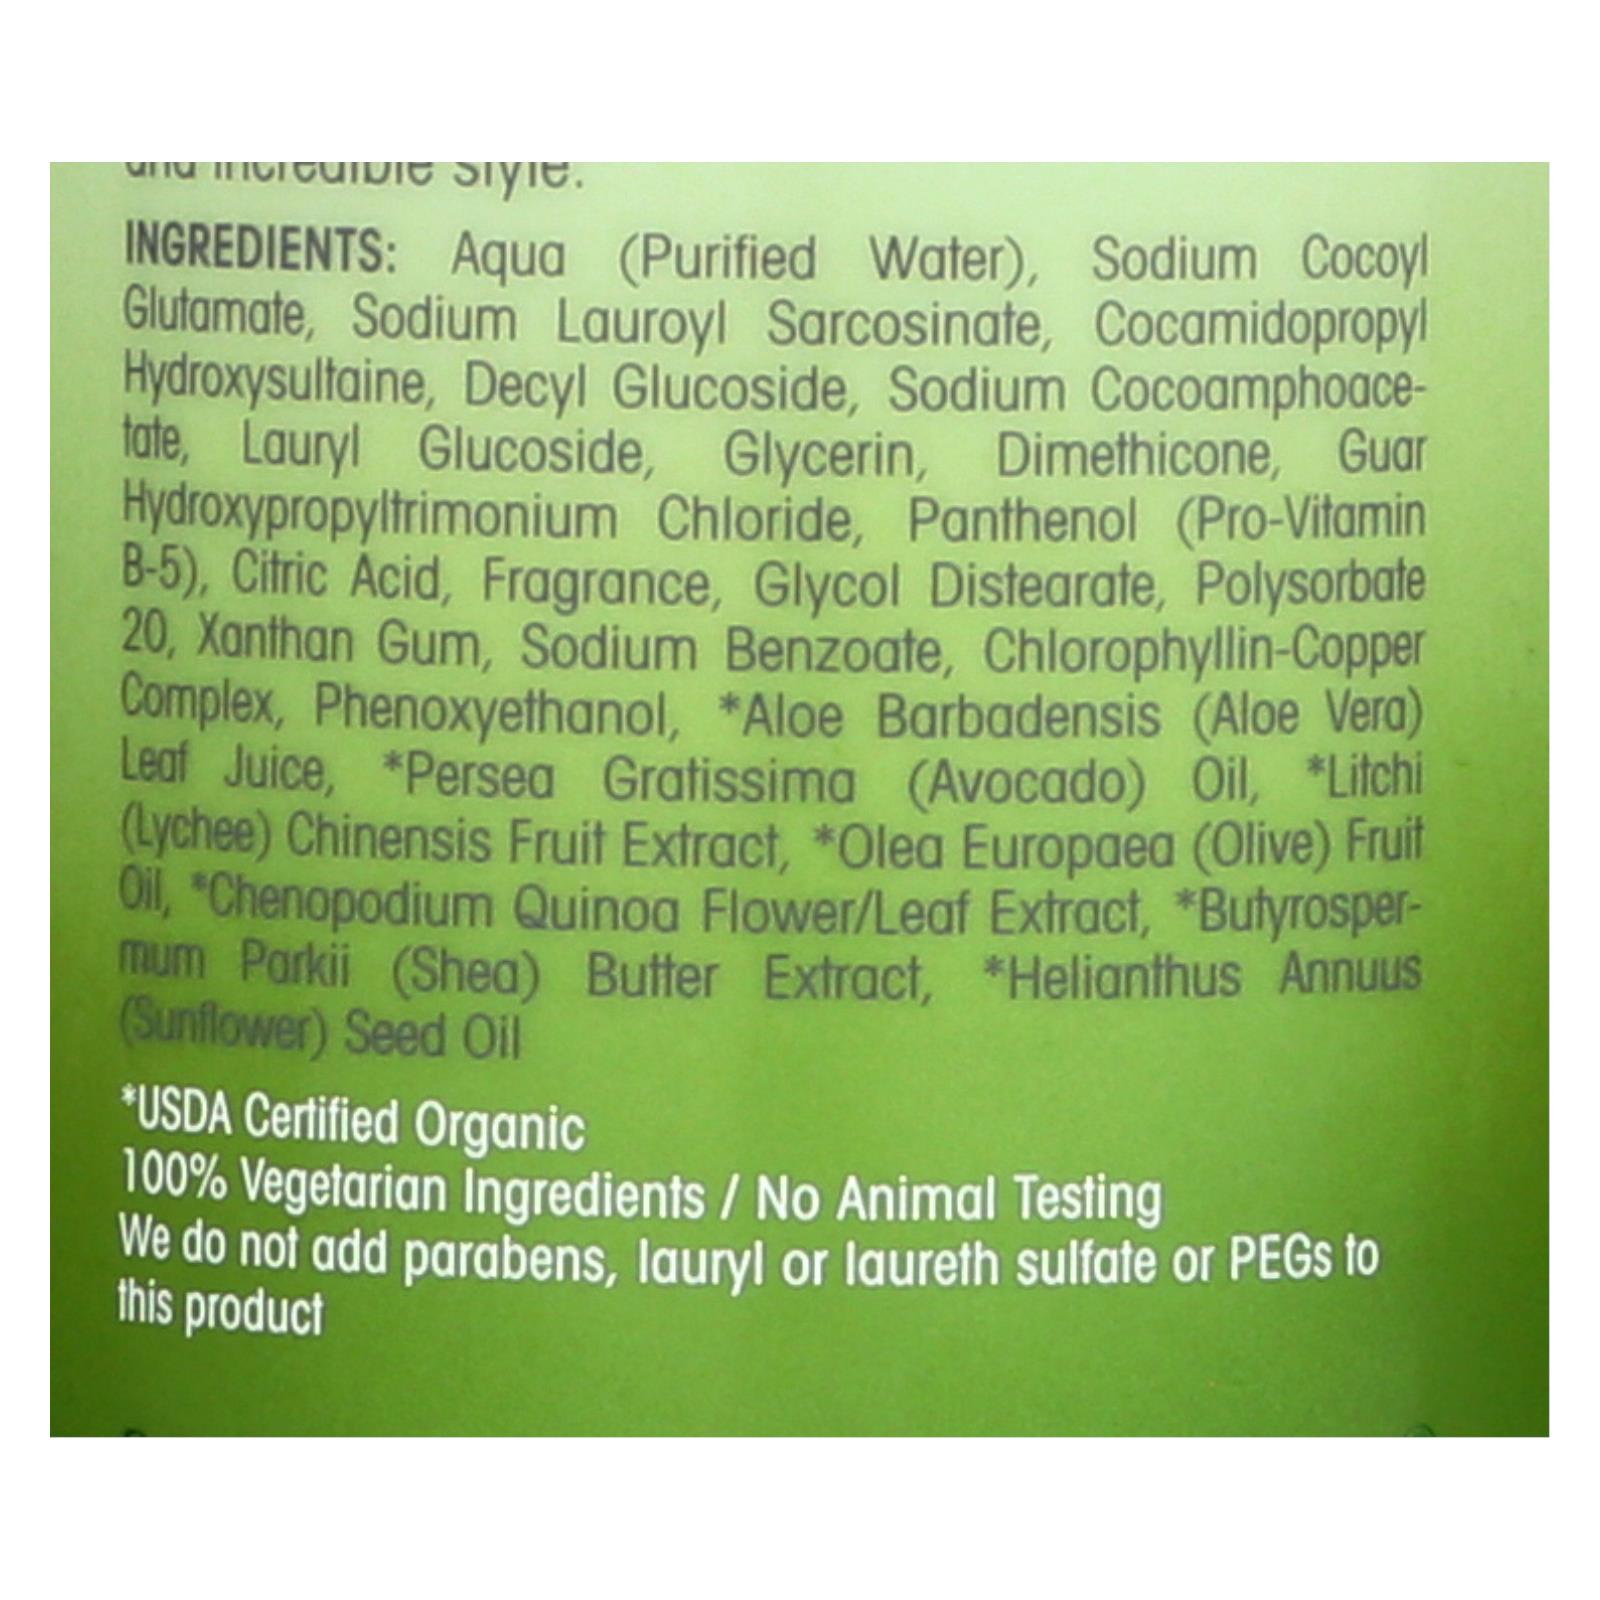 and incredible style.
INGREDIENTS: Aqua (Purified Water), Sodium Cocoyl
Glutamate, Sodium Lauroyl Sarcosinate, Cocamidopropyl
Hydroxysultaine, Decyl Glucoside, Sodium Cocoamphoace-
tate, Lauryl Glucoside, Glycerin, Dimethicone, Guar
Hydroxypropyltrimonium Chloride, Panthenol (Pro-Vitamin
B-5), Citric Acid, Fragrance, Glycol Distearate, Polysorbate
20, Xanthan Gum, Sodium Benzoate, Chlorophyllin-Copper
Complex, Phenoxyethanol, *Aloe Barbadensis (Aloe Vera)
Leaf Juice, *Persea Gratissima (Avocado) Oil, *Litchi
(Lychee) Chinensis Fruit Extract, *Olea Europaea (Olive) Fruit
Oil, *Chenopodium Quinoa Flower/Leaf Extract, *Butyrosper-
mum Parkii (Shea) Butter Extract, *Helianthus Annuus
(Sunflower) Seed Oil
*USDA Certified Organic
100% Vegetarian Ingredients / No Animal Testing
We do not add parabens, lauryl or laureth sulfate or PEGs to
this product